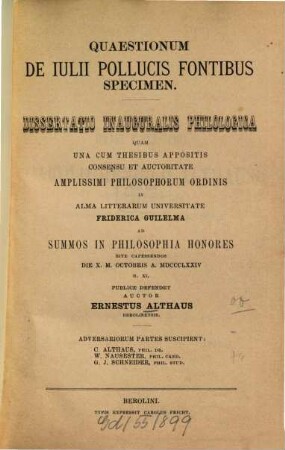 QUAESTIONUM
DE IULII POLLUCIS FONTIBUS
SPECIMEN.
DISSERTATIO INAUGURALIS PHILOLOGICA
QUAM
UNA CUM THESIBUS APPOSITIS
CONSENSU ET AUCTORITATE
AMPLISSIMI PHILOSOPHORUM ORDINIS
IN
ALMA LITTERARUM UNIVERSITATE
FRIDERICA GUILELMA
AD
SUMMOS IN PHILOSOPHIA HONORES
RITE CAPESSENDOS
DIE X. M. OCTOBRIS A. MDCCCLXXIV
H. XI.
PUBLICE DEFENDET
AUCTOR
ERNESTUS ALTHAUS
BEROLINENSIS.
ADVERSARIORUM PARTES SUSCIPIENT:
C. ALTHAUS, PHIL. DR.
W. NAUSESTER, PHIL. CAND.
G. J. SCHNEIDER, PHIL. STUD.
BEROLINI.
TYPIS EXPRESSIT CAROLUS FRICKE.
55/1899